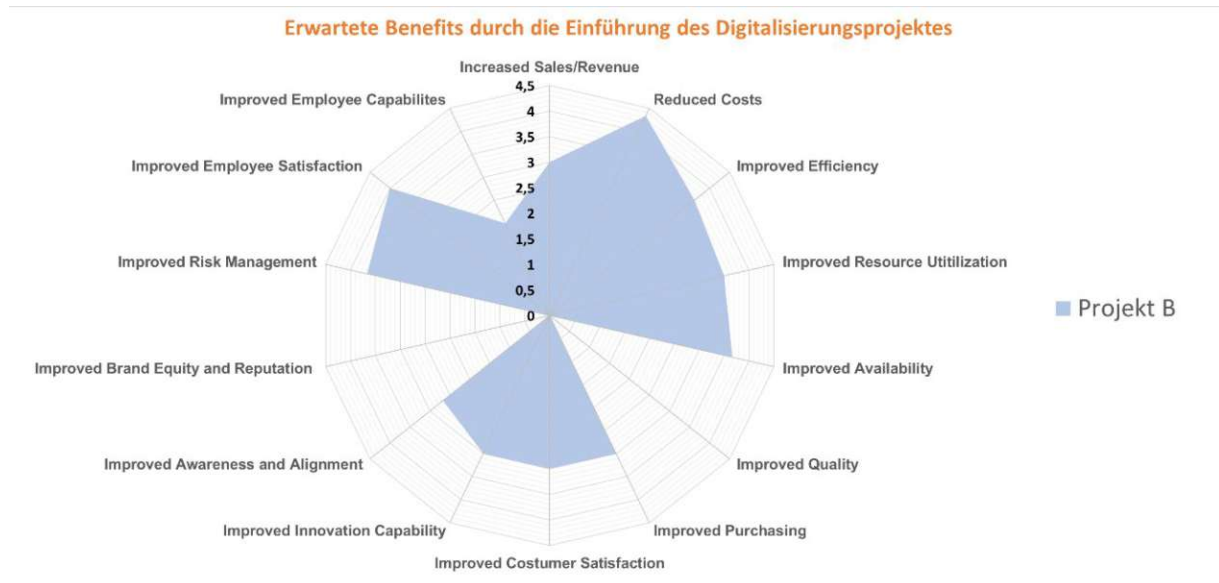 Erwartete Benefits durch die Einführung des Digitalisierungsprojektes
Increased Sales/Revenue
Reduced Costs
Improved Efficiency
Improved Resource Utitilization
Improved Availability
Improved Quality
Improved Purchasing
Improved Costumer Satisfaction
Improved Innovation Capability
Improved Awareness and Alignment
Improved Brand Equity and Reputation
Improved Risk Management
Improved Employee Satisfaction
Improved Employee Capabilites
4,5
4
3,5
3
2,5
2
1,5
1
0,5
0
Projekt B